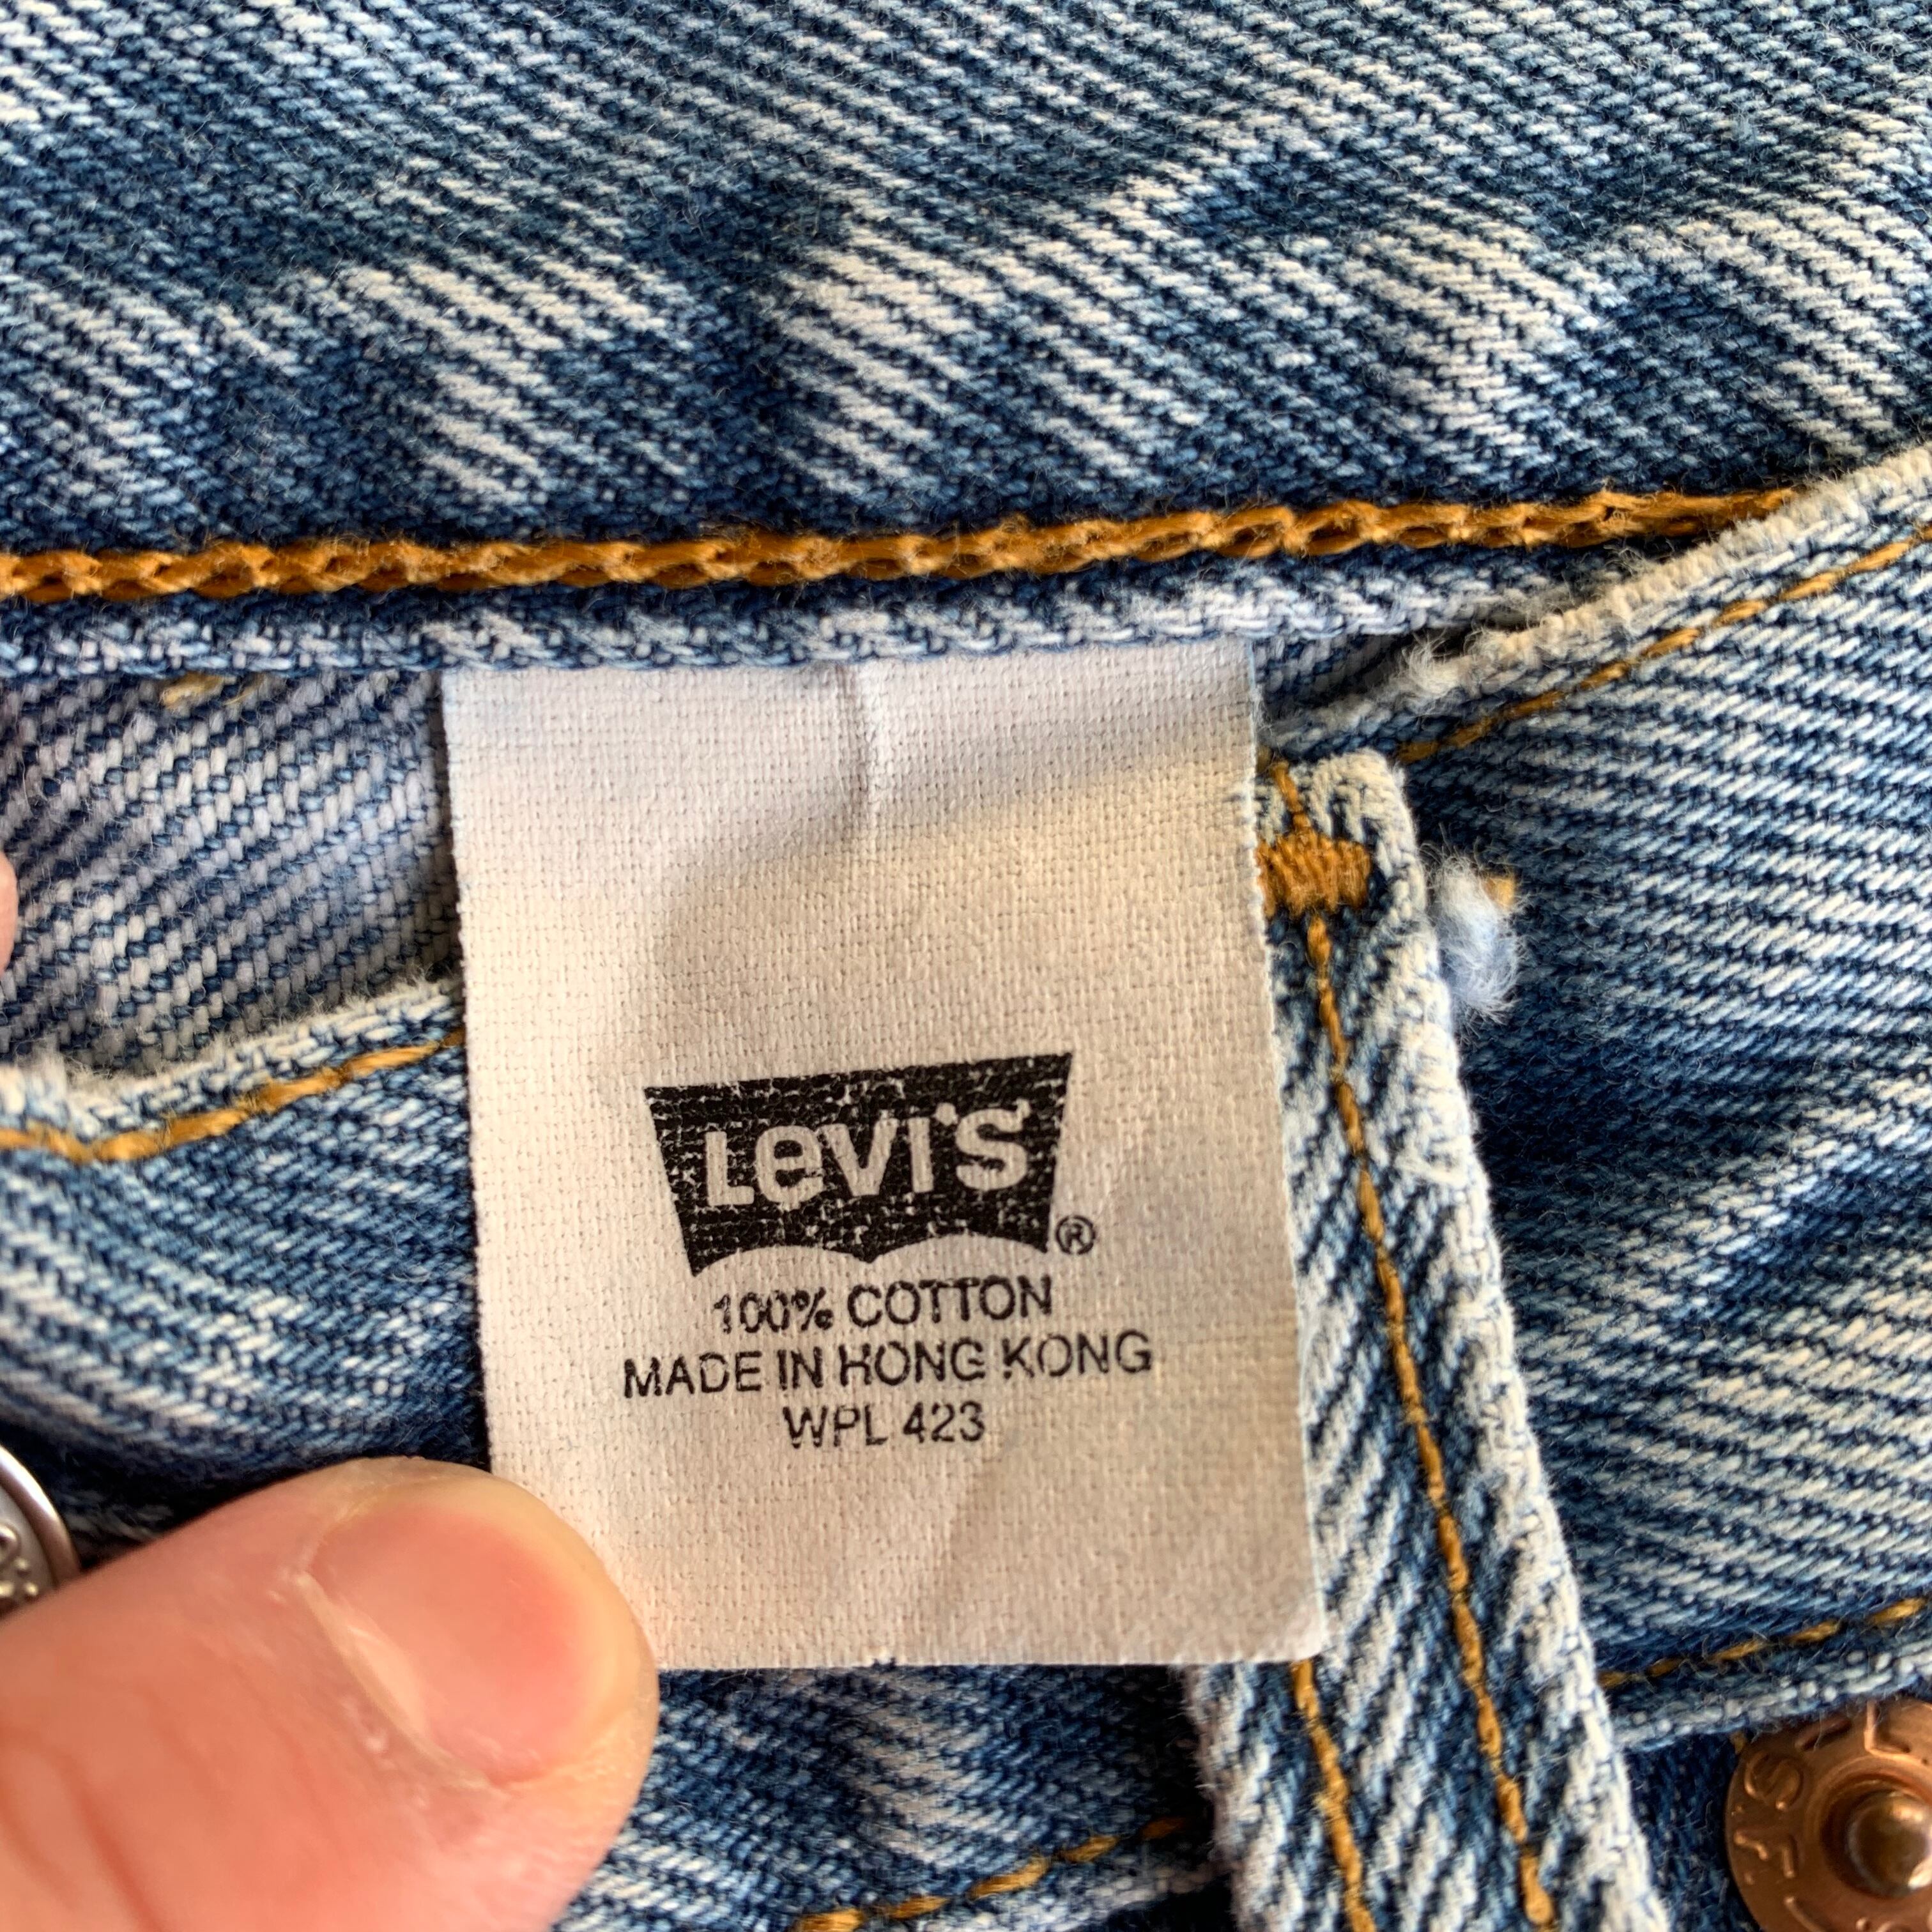 LEVI'S®
100% COTTON
MADE IN HONG KONG
WPL 423